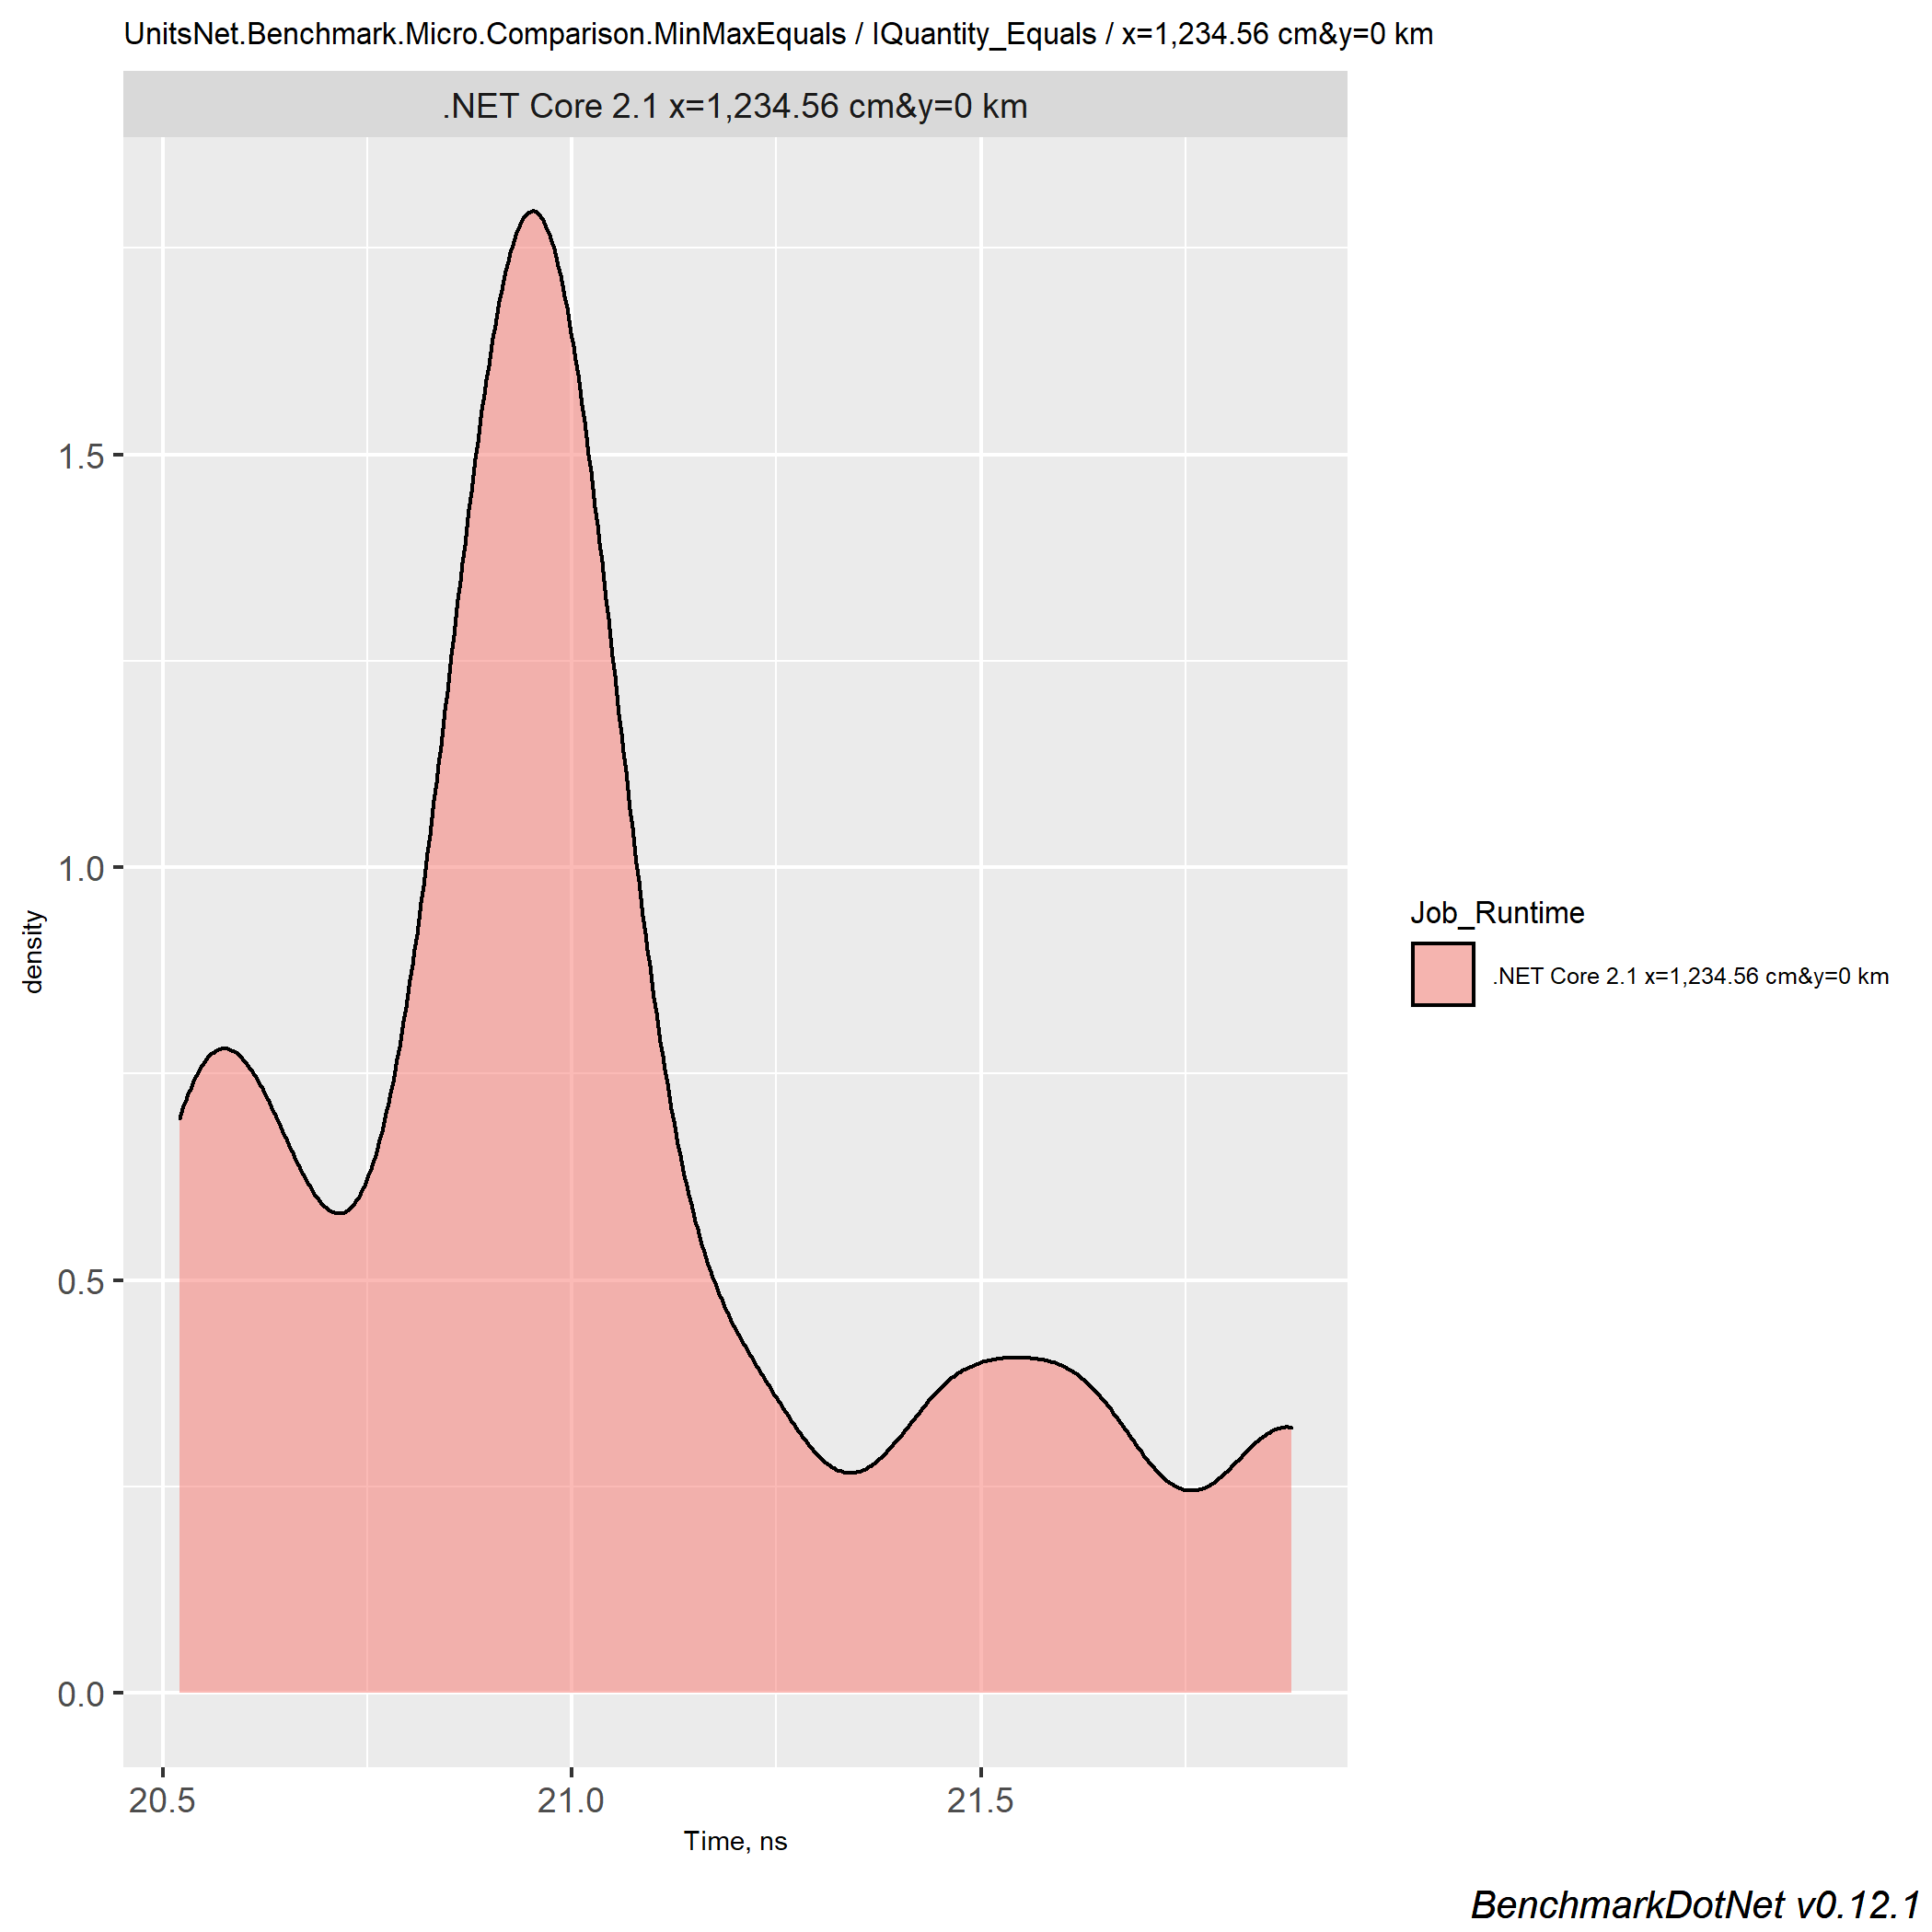 UnitsNet.Benchmark.Micro.Comparison.MinMaxEquals / IQuantity_Equals / x=1,234.56 cm&y=0 km
.NET Core 2.1 x=1,234.56 cm&y=0 km
1.5
1.0
0.5
0.0
density
20.5 21.0 21.5
Time, ns
Job_Runtime
.NET Core 2.1 x=1,234.56 cm&y=0 km
BenchmarkDotNet v0.12.1